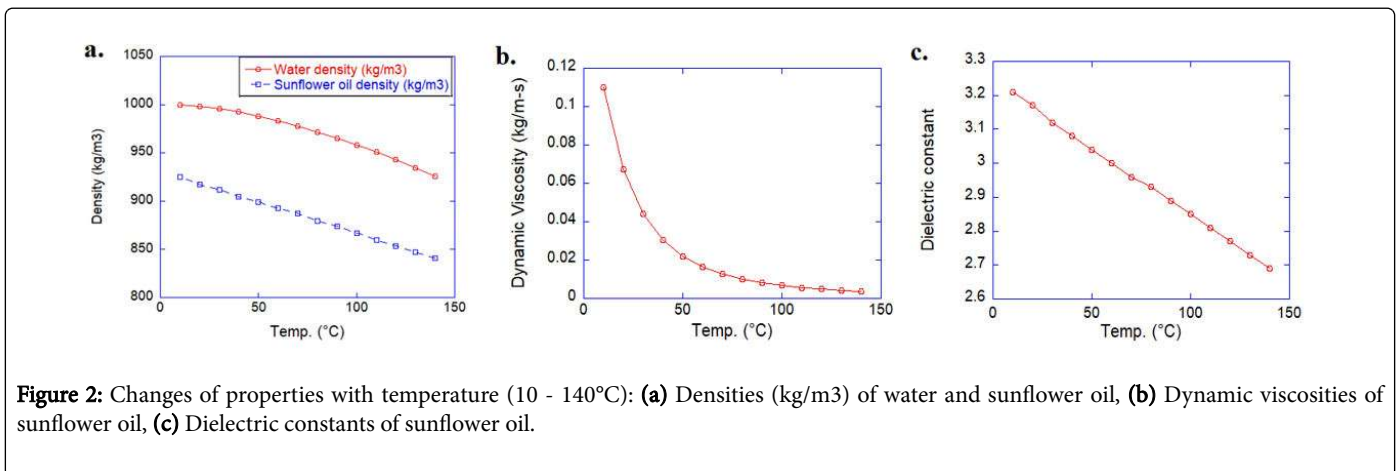 a.
1050
1000
950
900
850
800
Density (kg/m3)
Water density (kg/m3)
Sunflower oil density (kg/m3)
50
100
150
Temp. (°C)
b.
0.12
0.1
0.08
0.06
0.04
0.02
0
Dynamic Viscosity (kg/m-s)
0
50
100
150
Temp. (°C)
c.
3.3
3.2
3.1
3
2.9
2.8
2.7
2.6
Dielectric constant
0
50
100
150
Temp. (°C)
Figure 2: Changes of properties with temperature (10 - 140°C): (a) Densities (kg/m3) of water and sunflower oil, (b) Dynamic viscosities of
sunflower oil, (c) Dielectric constants of sunflower oil.